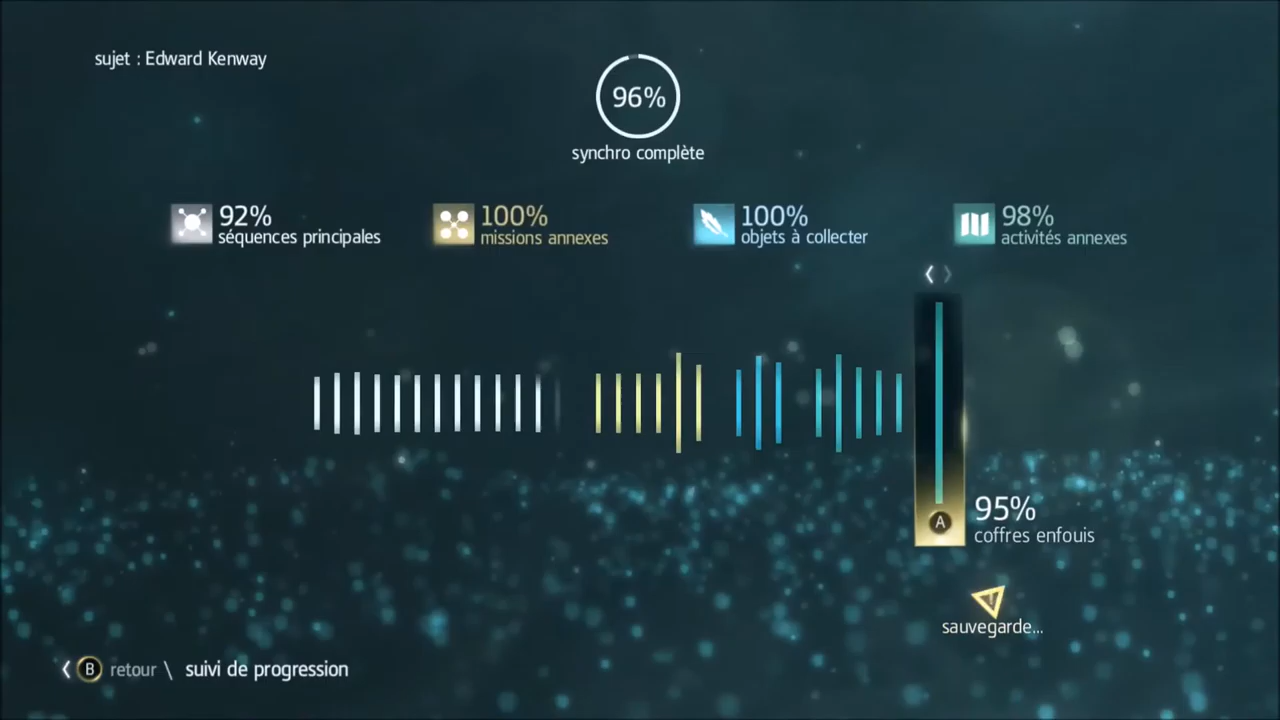 sujet : Edward Kenway
96%
synchro complète
92%
séquences principales
100%
missions annexes
100%
objets à collecter
98%
activités annexes
A
95%
coffres enfouis
sauvegarde...
B retour \ suivi de progression